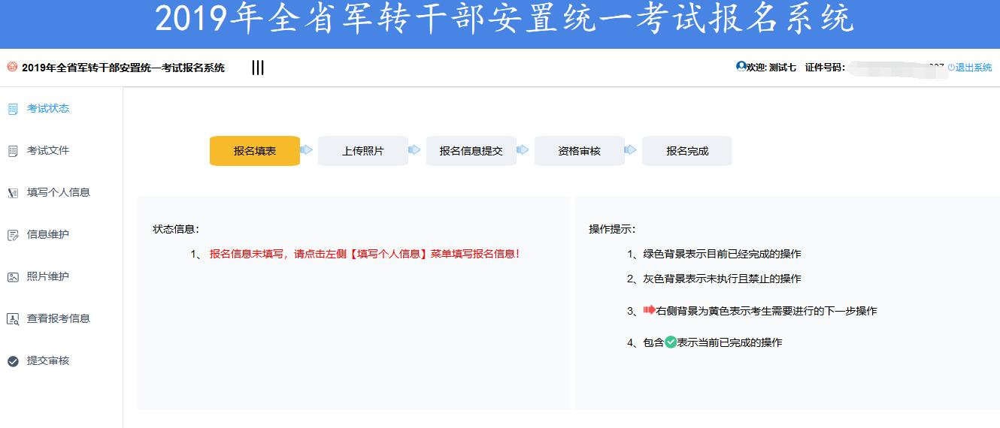 2019年全省军转干部安置统一考试报名系统
2019年全省军转干部安置统一考试报名系统
欢迎: 测试七 证件号码:
退出系统
考试状态
考试文件
填写个人信息
信息维护
照片维护
查看报考信息
提交审核
报名填表 上传照片 报名信息提交 资格审核 报名完成
状态信息:
1、 报名信息未填写，请点击左侧【填写个人信息】菜单填写报名信息!
操作提示:
1、绿色背景表示目前已经完成的操作
2、灰色背景表示未执行且禁止的操作
3、右侧背景为黄色表示考生需要进行的下一步操作
4、包含表示当前已完成的操作